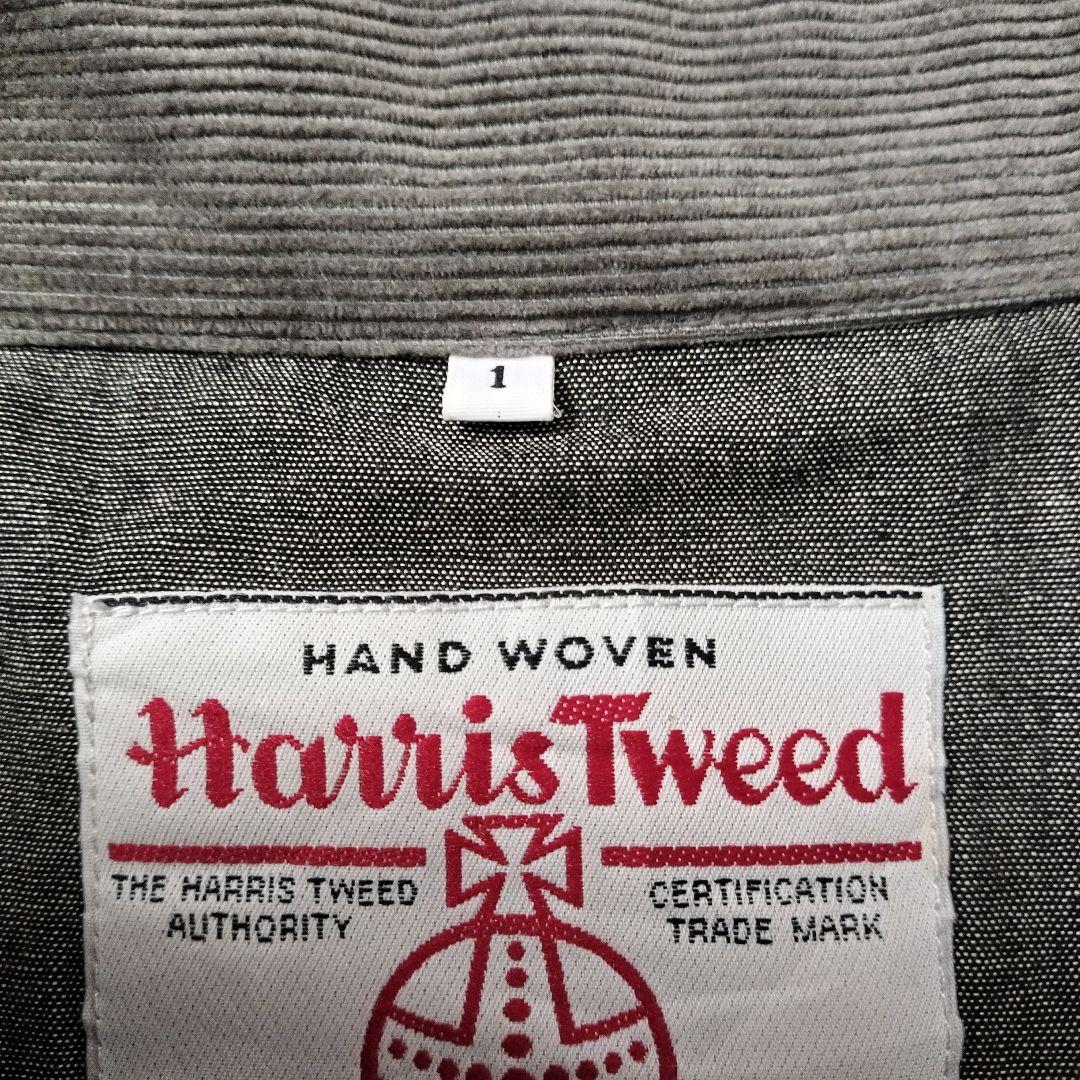 1
HAND WOVEN
Harris Tweed
THE HARRIS TWEED
AUTHORITY
CERTIFICATION
TRADE MARK